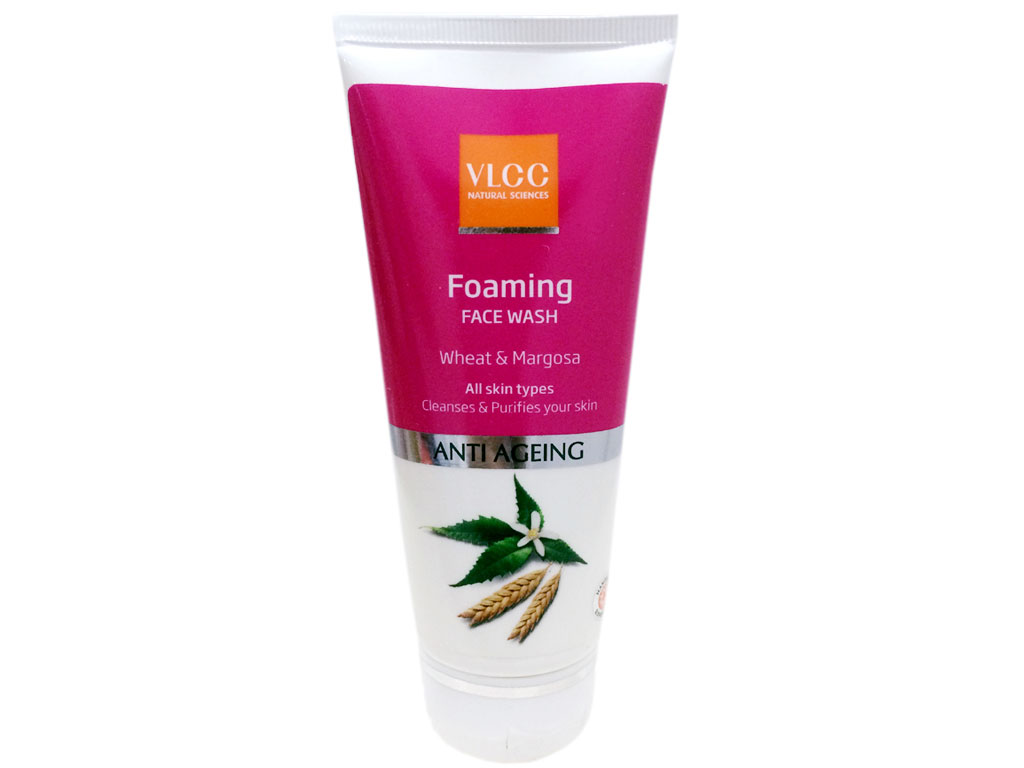 VLCC
NATURAL SCIENCES
Foaming
FACE WASH
Wheat & Margosa
All skin types
Cleanses & Purifies your skin
ANTI AGEING